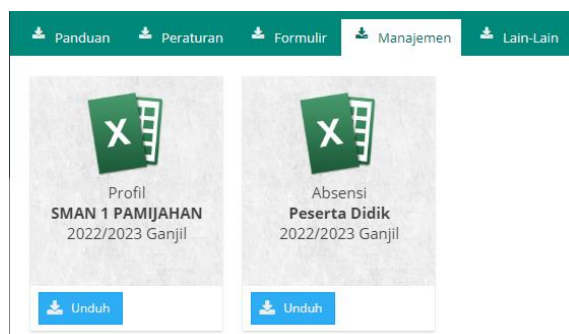 Panduan Peraturan Formulir Manajemen Lain-Lain
Profil
SMAN 1 PAMIJAHAN
2022/2023 Ganjil
Unduh
Absensi
Peserta Didik
2022/2023 Ganjil
Unduh